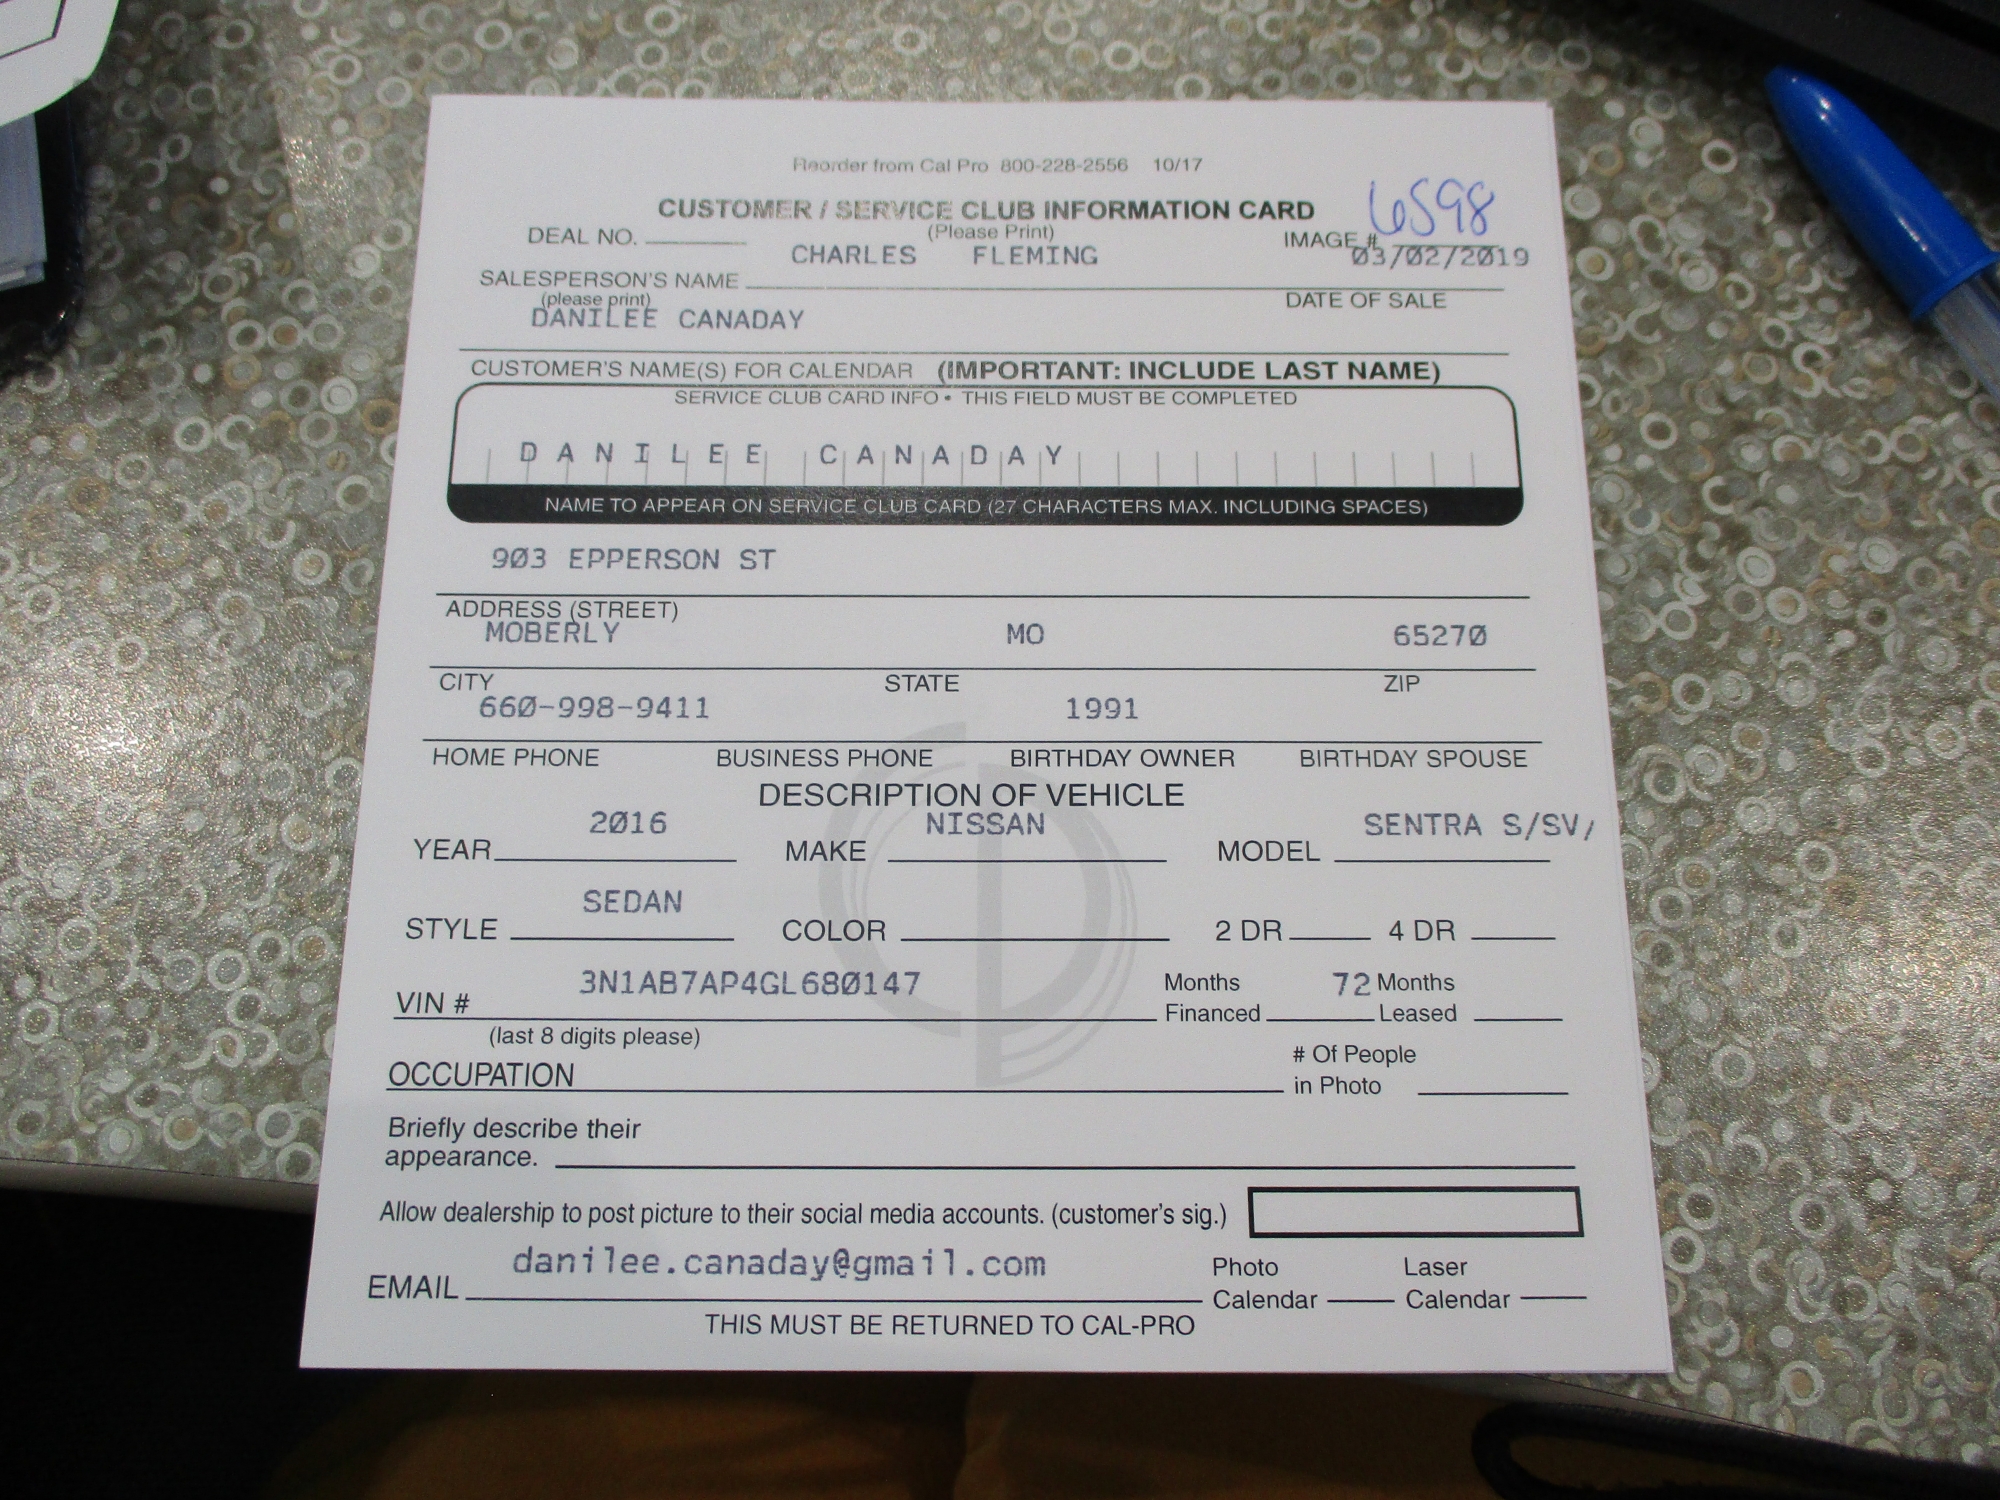 Reorder from Cal Pro 800-228-2556 10/17
CUSTOMER / SERVICE CLUB INFORMATION CARD
6598
(Please Print)
DEAL NO.
IMAGE #
CHARLES FLEMING
03/02/2019
SALESPERSON'S NAME
(please print)
DATE OF SALE
DANILEE CANADAY
CUSTOMER'S NAME(S) FOR CALENDAR (IMPORTANT: INCLUDE LAST NAME)
SERVICE CLUB CARD INFO • THIS FIELD MUST BE COMPLETED
DANILEE CANADAY
NAME TO APPEAR ON SERVICE CLUB CARD (27 CHARACTERS MAX. INCLUDING SPACES)
903 EPPERSON ST
ADDRESS (STREET)
MOBERLY MO 65270
CITY STATE ZIP
660-998-9411 1991
HOME PHONE BUSINESS PHONE BIRTHDAY OWNER BIRTHDAY SPOUSE
DESCRIPTION OF VEHICLE
2016 NISSAN SENTRA S/SV/
YEAR MAKE MODEL
SEDAN
STYLE COLOR 2 DR 4 DR
3N1AB7AP4GL680147 Months 72 Months
VIN # Financed Leased
(last 8 digits please)
# Of People
OCCUPATION in Photo
Briefly describe their
appearance.
Allow dealership to post picture to their social media accounts. (customer's sig.)
danilee.canaday@gmail.com Photo Laser
EMAIL Calendar Calendar
THIS MUST BE RETURNED TO CAL-PRO